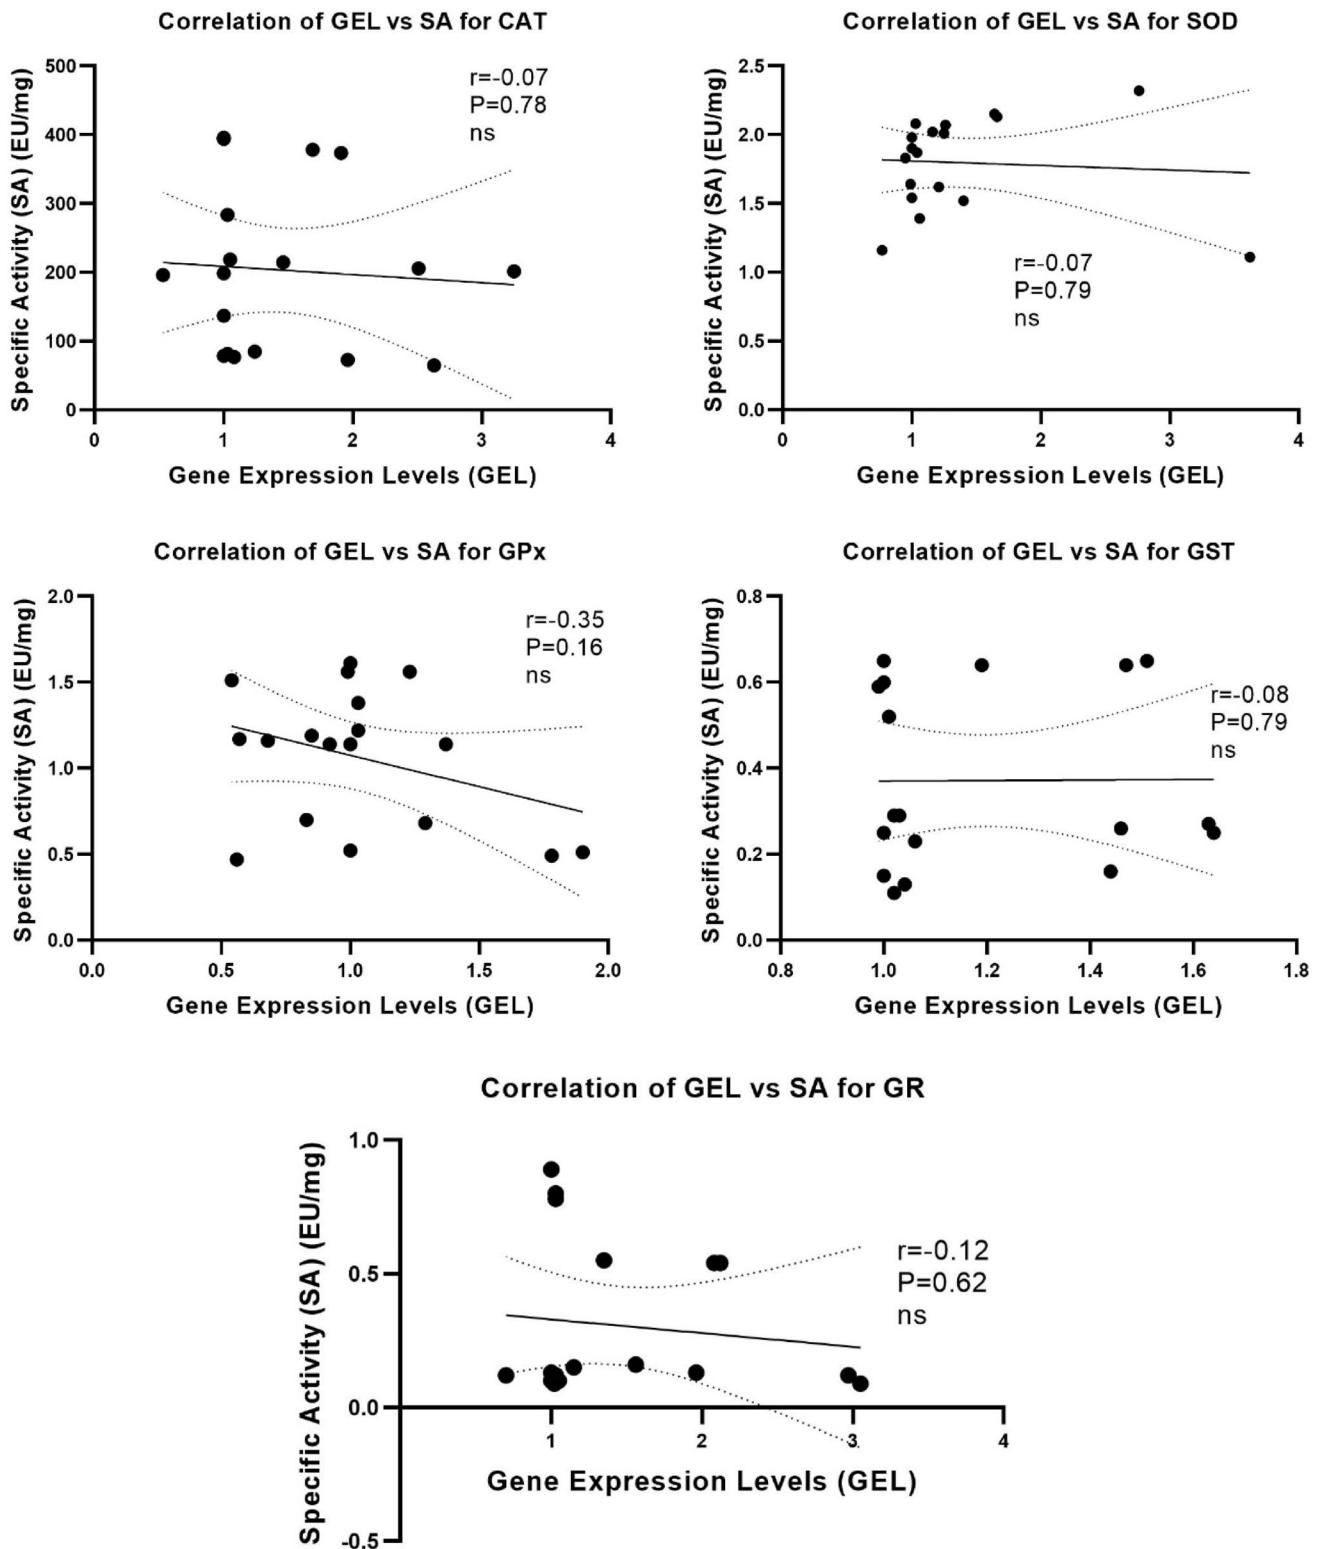 Correlation of GEL vs SA for CAT
Specific Activity (SA) (EU/mg)
500
400
300
200
100
0
r=-0.07
P=0.78
ns
0 1 2 3 4
Gene Expression Levels (GEL)
Correlation of GEL vs SA for SOD
Specific Activity (SA) (EU/mg)
2.5
2.0
1.5
1.0
0.5
0.0
r=-0.07
P=0.79
ns
0 1 2 3 4
Gene Expression Levels (GEL)
Correlation of GEL vs SA for GPx
Specific Activity (SA) (EU/mg)
2.0
1.5
1.0
0.5
0.0
r=-0.35
P=0.16
ns
0.0 0.5 1.0 1.5 2.0
Gene Expression Levels (GEL)
Correlation of GEL vs SA for GST
Specific Activity (SA) (EU/mg)
0.8
0.6
0.4
0.2
0.0
r=-0.08
P=0.79
ns
0.8 1.0 1.2 1.4 1.6 1.8
Gene Expression Levels (GEL)
Correlation of GEL vs SA for GR
Specific Activity (SA) (EU/mg)
1.0
0.5
0.0
-0.5
r=-0.12
P=0.62
ns
1 2 3 4
Gene Expression Levels (GEL)